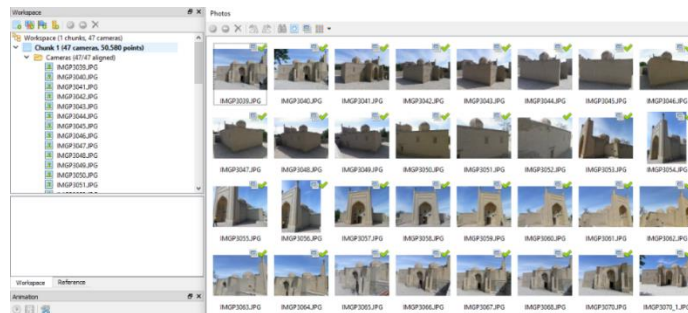 Workspace
Workspace (1 chunks, 47 cameras)
Chunk 1 (47 cameras, 50,580 points)
Cameras (47/47 aligned)
IMGP3039.JPG
IMGP3040.JPG
IMGP3041.JPG
IMGP3042.JPG
IMGP3043.JPG
IMGP3044.JPG
IMGP3045.JPG
IMGP3046.JPG
IMGP3047.JPG
IMGP3048.JPG
IMGP3049.JPG
IMGP3050.JPG
IMGP3051.JPG
Workspace Reference
Animation
Photos
IMGP3039.JPG IMGP3040.JPG IMGP3041.JPG IMGP3042.JPG IMGP3043.JPG IMGP3044.JPG IMGP3045.JPG IMGP3046.JPG
IMGP3047.JPG IMGP3048.JPG IMGP3049.JPG IMGP3050.JPG IMGP3051.JPG IMGP3052.JPG IMGP3053.JPG IMGP3054.JPG
IMGP3055.JPG IMGP3056.JPG IMGP3057.JPG IMGP3058.JPG IMGP3059.JPG IMGP3060.JPG IMGP3061.JPG IMGP3062.JPG
IMGP3063.JPG IMGP3064.JPG IMGP3065.JPG IMGP3066.JPG IMGP3067.JPG IMGP3068.JPG IMGP3070.JPG IMGP3070_1.JPG